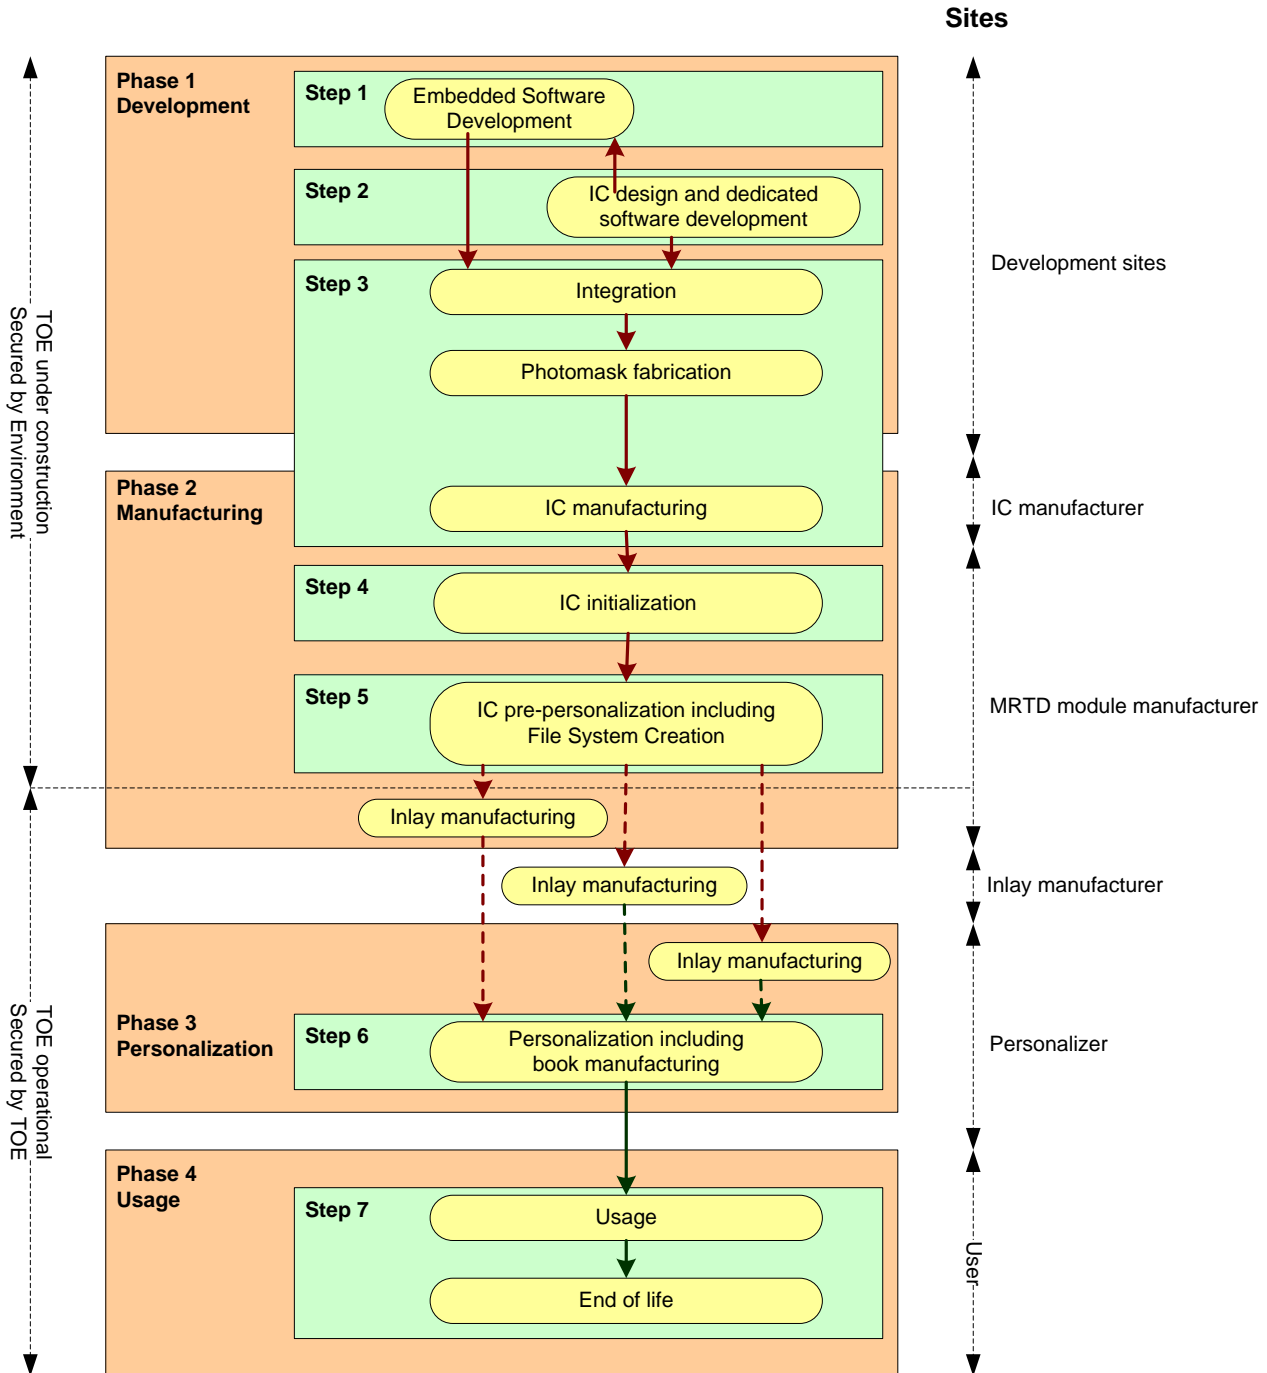 Sites
Phase 1
Development
Step 1
Embedded Software
Development
Step 2
IC design and dedicated
software development
Step 3
Integration
Development sites
Photomask fabrication
TOE under construction
Secured by Environment
Phase 2
Manufacturing
IC manufacturing
IC manufacturer
Step 4
IC initialization
Step 5
IC pre-personalization including
File System Creation
MRTD module manufacturer
Inlay manufacturing
Inlay manufacturing
Inlay manufacturer
Inlay manufacturing
TOE operational
Secured by TOE
Phase 3
Personalization
Step 6
Personalization including
book manufacturing
Personalizer
Phase 4
Usage
Step 7
Usage
User
End of life